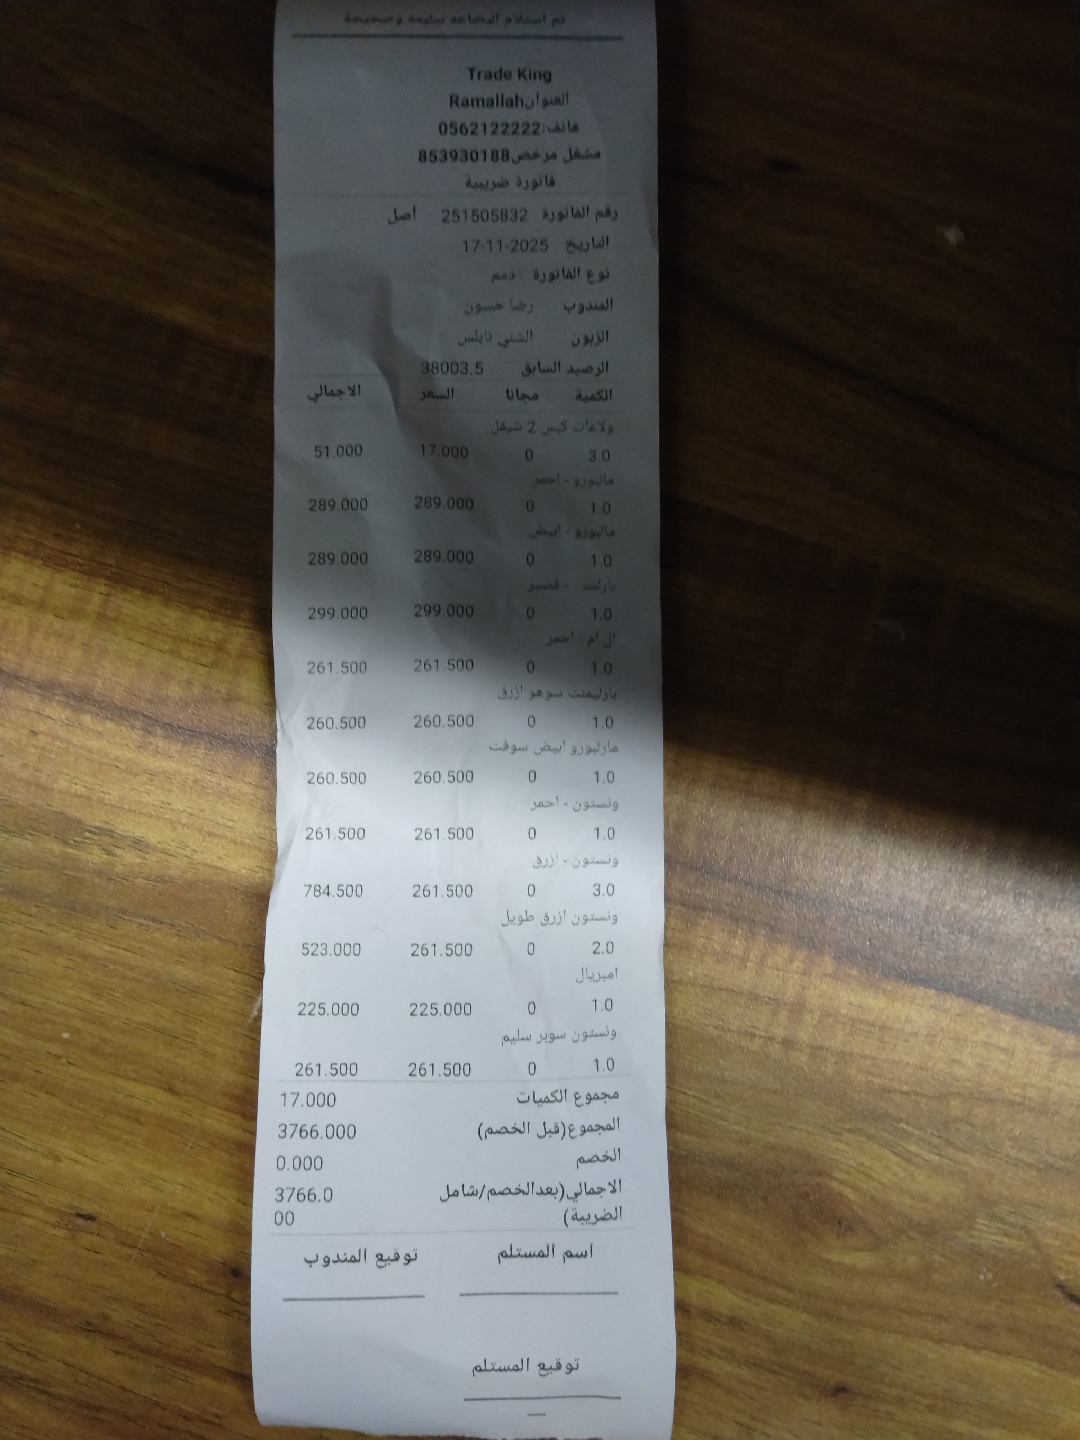 تم استلام البضاعة سليمة وصحيحة
Trade King
العنوان Ramallah
هاتف: 0562122222
مشغل مرخص 853930188
فاتورة ضريبية
رقم الفاتورة 251505832 أصل
التاريخ 17-11-2025
نوع الفاتورة : ذمم
المندوب رضا حسون
الزبون الشني نابلس
الرصيد السابق 38003.5
الكمية مجانا السعر الاجمالي
ولاعات كبس 2 شيقل
3.0 0 17.000 51.000
مالبورو - احمر
1.0 0 289.000 289.000
مالبورو - ابيض
1.0 0 289.000 289.000
بارلمنت - قصير
1.0 0 299.000 299.000
ال ام - احمر
1.0 0 261.500 261.500
بارليمنت سوهو ازرق
1.0 0 260.500 260.500
مارلبورو ابيض سوفت
1.0 0 260.500 260.500
ونستون - احمر
1.0 0 261.500 261.500
ونستون - ازرق
3.0 0 261.500 784.500
ونستون ازرق طويل
2.0 0 261.500 523.000
امبريال
1.0 0 225.000 225.000
ونستون سوبر سليم
1.0 0 261.500 261.500
مجموع الكميات 17.000
المجموع(قبل الخصم) 3766.000
الخصم 0.000
الاجمالي(بعدالخصم/شامل 3766.0
الضريبة) 00
اسم المستلم توقيع المندوب
توقيع المستلم